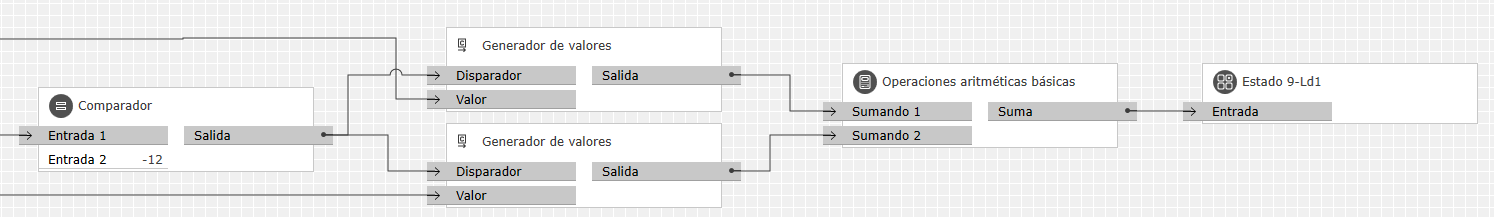 Comparador
Entrada 1
Salida
Entrada 2 -12
Generador de valores
Disparador
Salida
Valor
Generador de valores
Disparador
Salida
Valor
Operaciones aritméticas básicas
Sumando 1
Suma
Sumando 2
Estado 9-Ld1
Entrada